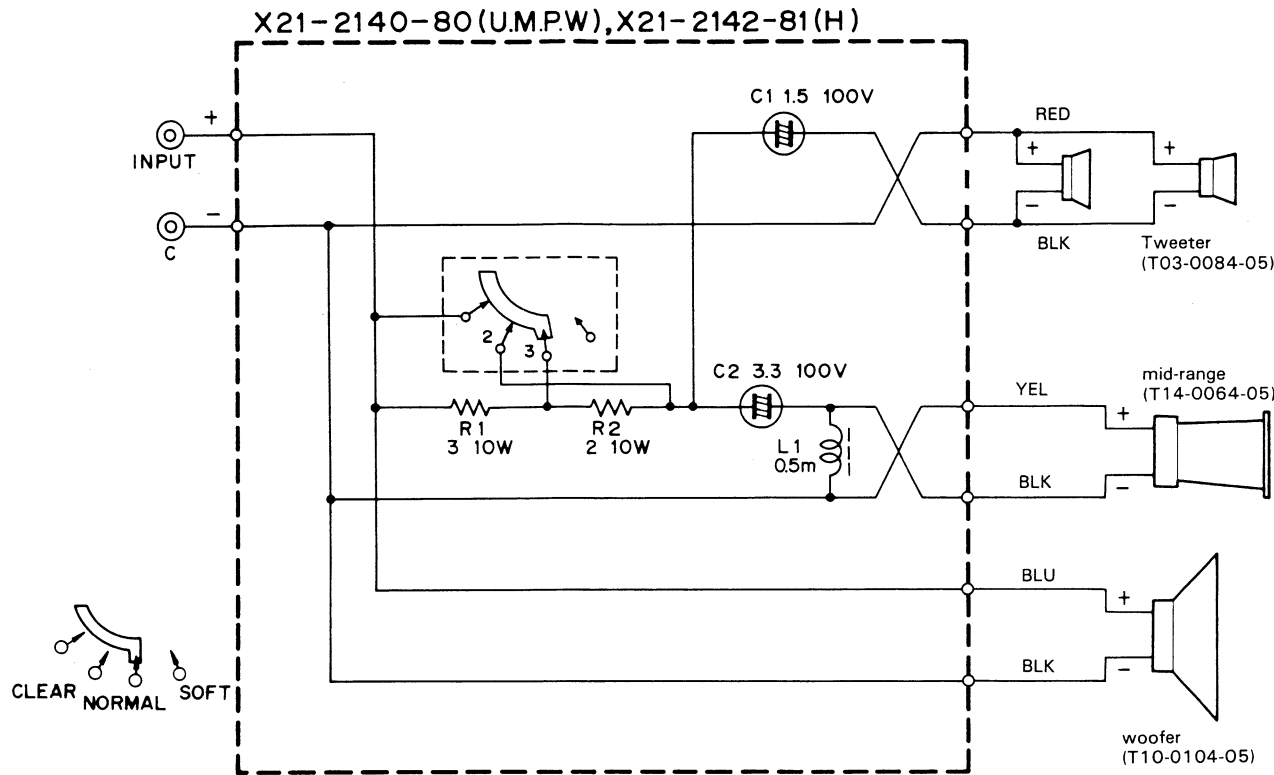 X21-2140-80(U.M.P.W),X21-2142-81(H)
C1 1.5 100V
+
INPUT
-
C
RED
+
-
+
-
BLK
Tweeter
(T03-0084-05)
2
3
C2 3.3 100V
R1
3 10W
R2
2 10W
L1
0.5m
YEL
mid-range
(T14-0064-05)
+
-
BLK
BLU
+
-
BLK
woofer
(T10-0104-05)
CLEAR
NORMAL
SOFT